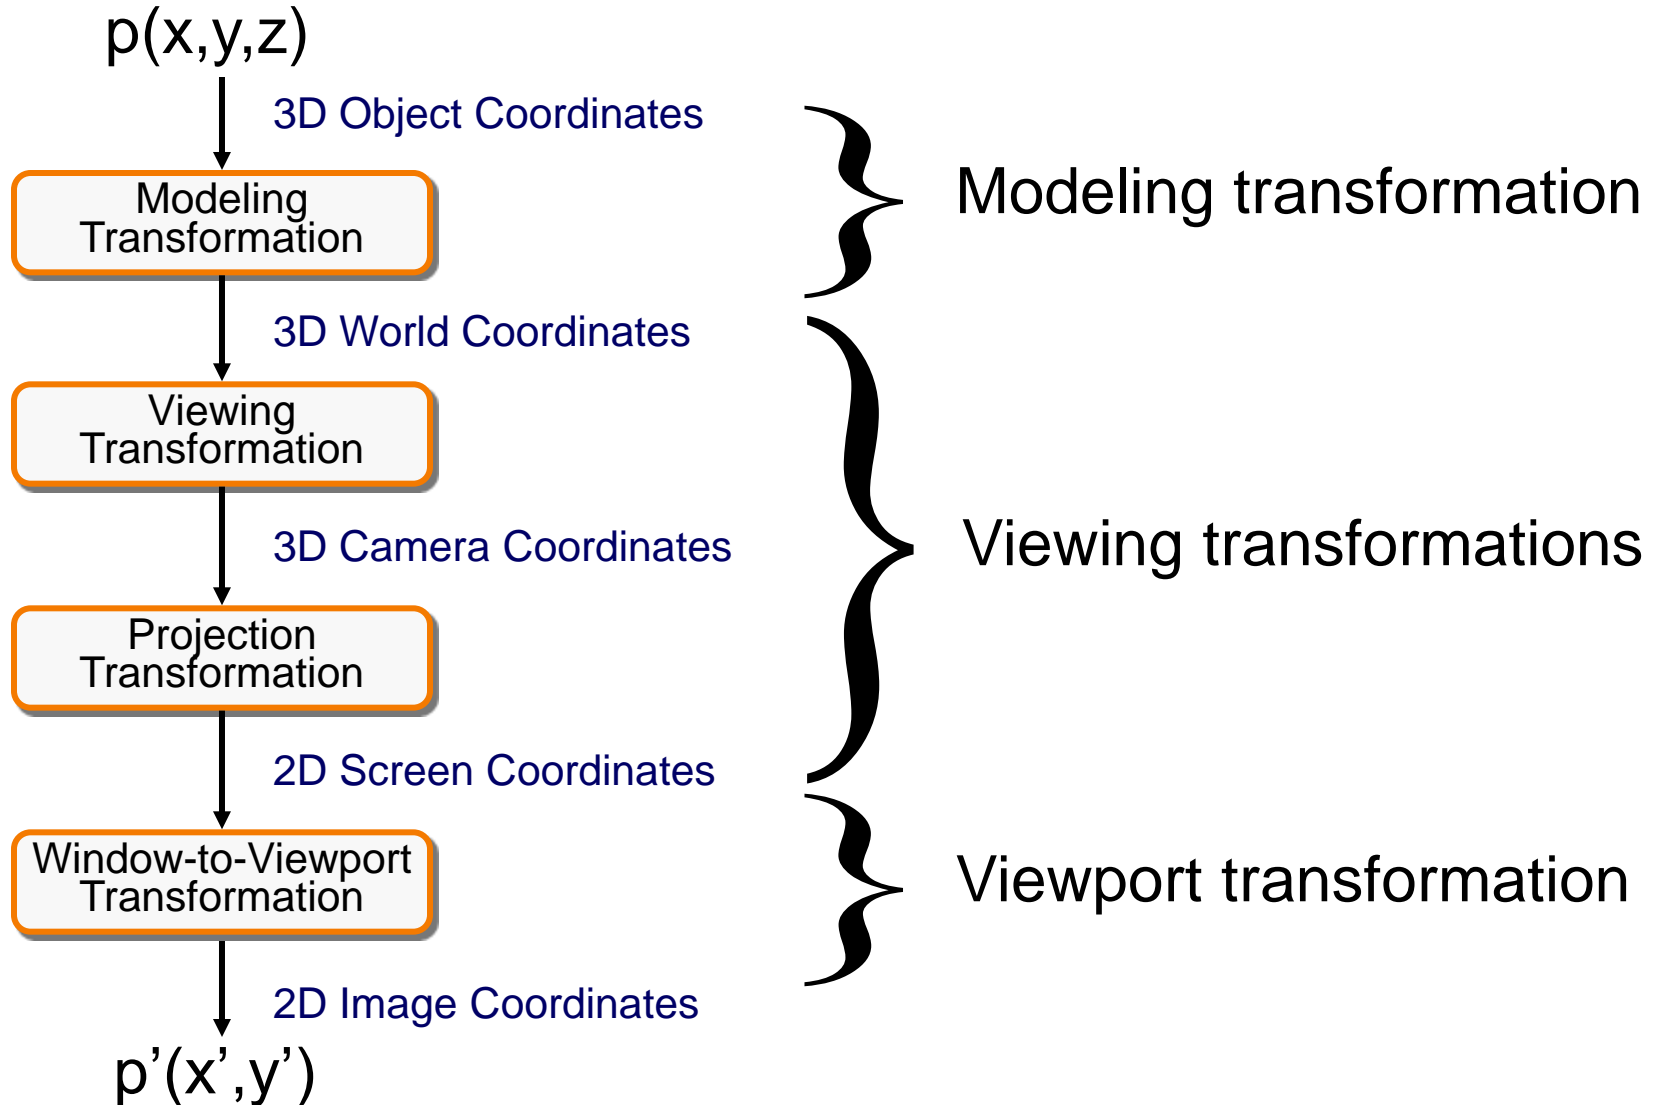 p(x,y,z)
3D Object Coordinates
Modeling
Transformation
Modeling transformation
3D World Coordinates
Viewing
Transformation
3D Camera Coordinates
Viewing transformations
Projection
Transformation
2D Screen Coordinates
Window-to-Viewport
Transformation
Viewport transformation
2D Image Coordinates
p’(x’,y’)